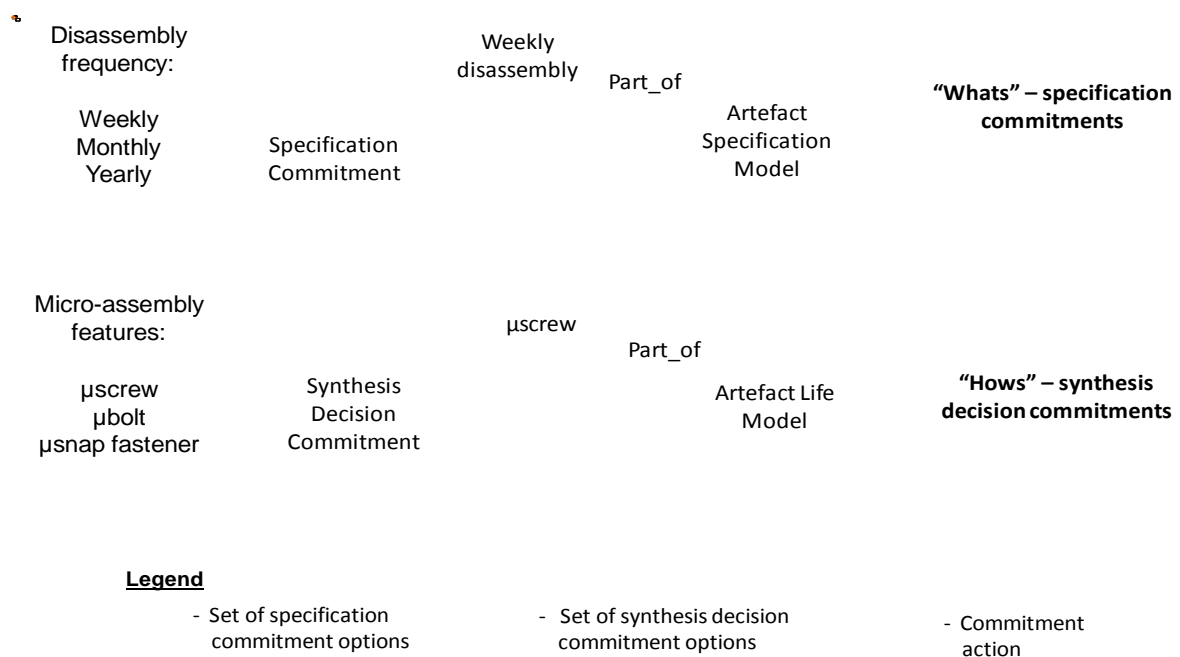 Disassembly
frequency:
Weekly
Monthly
Yearly
Specification
Commitment
Weekly
disassembly
Part_of
Artefact
Specification
Model
“Whats” – specification
commitments
Micro-assembly
features:
µscrew
µbolt
µsnap fastener
Synthesis
Decision
Commitment
µscrew
Part_of
Artefact Life
Model
“Hows” – synthesis
decision commitments
Legend
- Set of specification
commitment options
- Set of synthesis decision
commitment options
- Commitment
action